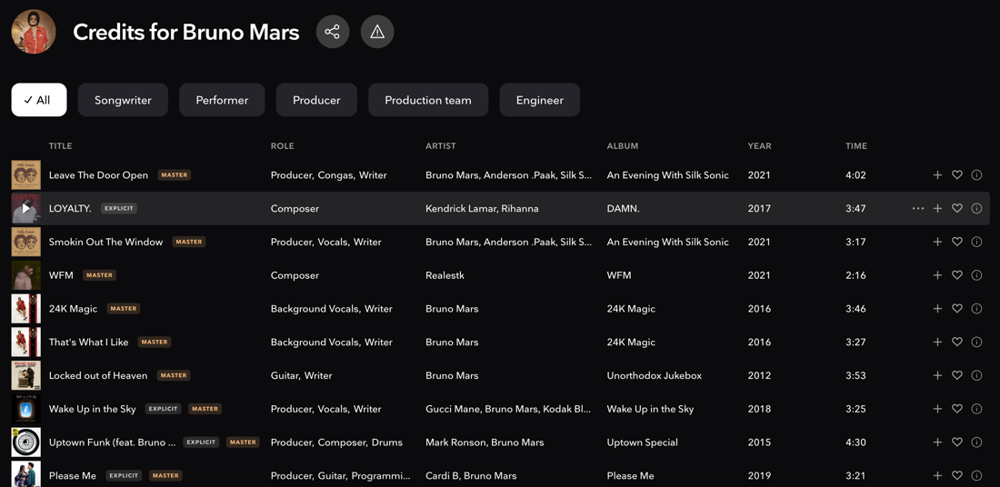 Credits for Bruno Mars
All Songwriter Performer Producer Production team Engineer
TITLE ROLE ARTIST ALBUM YEAR TIME
Leave The Door Open MASTER Producer, Congas, Writer Bruno Mars, Anderson .Paak, Silk S... An Evening With Silk Sonic 2021 4:02
LOYALTY. EXPLICIT Composer Kendrick Lamar, Rihanna DAMN. 2017 3:47
Smokin Out The Window MASTER Producer, Vocals, Writer Bruno Mars, Anderson .Paak, Silk S... An Evening With Silk Sonic 2021 3:17
WFM MASTER Composer Realestk WFM 2021 2:16
24K Magic MASTER Background Vocals, Writer Bruno Mars 24K Magic 2016 3:46
That's What I Like MASTER Background Vocals, Writer Bruno Mars 24K Magic 2016 3:27
Locked out of Heaven MASTER Guitar, Writer Bruno Mars Unorthodox Jukebox 2012 3:53
Wake Up in the Sky EXPLICIT MASTER Producer, Vocals, Writer Gucci Mane, Bruno Mars, Kodak Bl... Wake Up in the Sky 2018 3:25
Uptown Funk (feat. Bruno ... EXPLICIT MASTER Producer, Composer, Drums Mark Ronson, Bruno Mars Uptown Special 2015 4:30
Please Me EXPLICIT MASTER Producer, Guitar, Programmi... Cardi B, Bruno Mars Please Me 2019 3:21